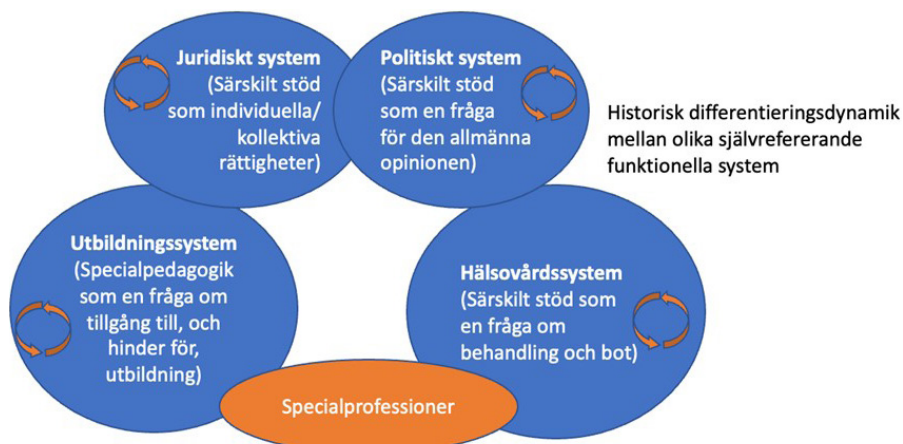 Juridiskt system
(Särskilt stöd
som individuella/
kollektiva
rättigheter)
Politiskt system
(Särskilt stöd
som en fråga
för den allmänna
opinionen)
Historisk differentieringsdynamik
mellan olika självrefererande
funktionella system
Utbildningssystem
(Specialpedagogik
som en fråga om
tillgång till, och
hinder för,
utbildning)
Hälsovårdssystem
(Särskilt stöd som
en fråga om
behandling och bot)
Specialprofessioner